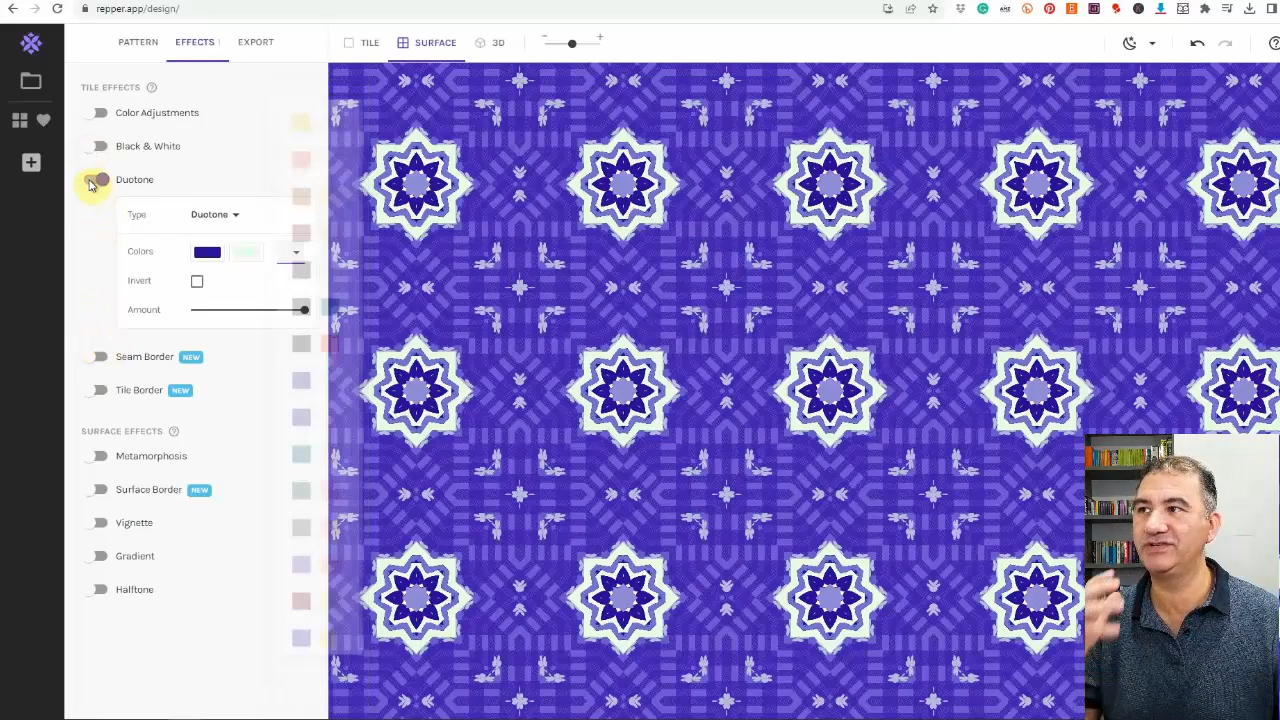 repper.app/design/
PATTERN EFFECTS 1 EXPORT
TILE SURFACE 3D
TILE EFFECTS
Color Adjustments
Black & White
Duotone
Type Duotone
Colors
Invert
Amount
Seam Border NEW
Tile Border NEW
SURFACE EFFECTS
Metamorphosis
Surface Border NEW
Vignette
Gradient
Halftone